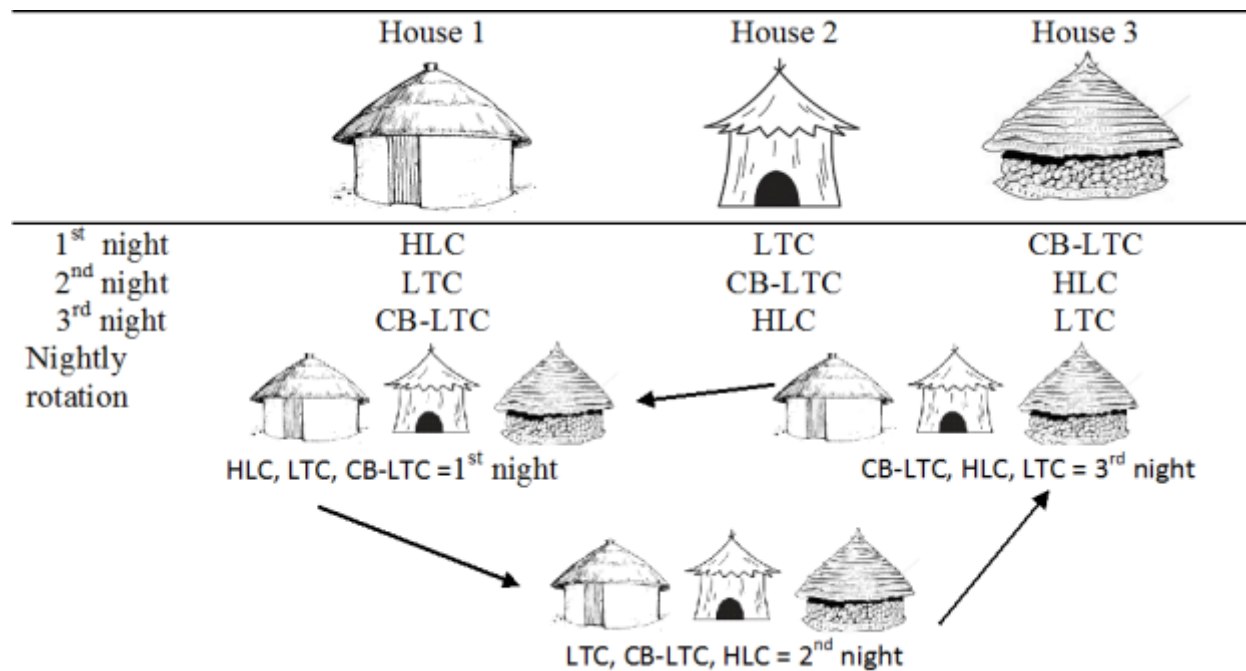 House 1 House 2 House 3
1st night HLC LTC CB-LTC
2nd night LTC CB-LTC HLC
3rd night CB-LTC HLC LTC
Nightly
rotation
HLC, LTC, CB-LTC =1st night CB-LTC, HLC, LTC = 3rd night
LTC, CB-LTC, HLC = 2nd night